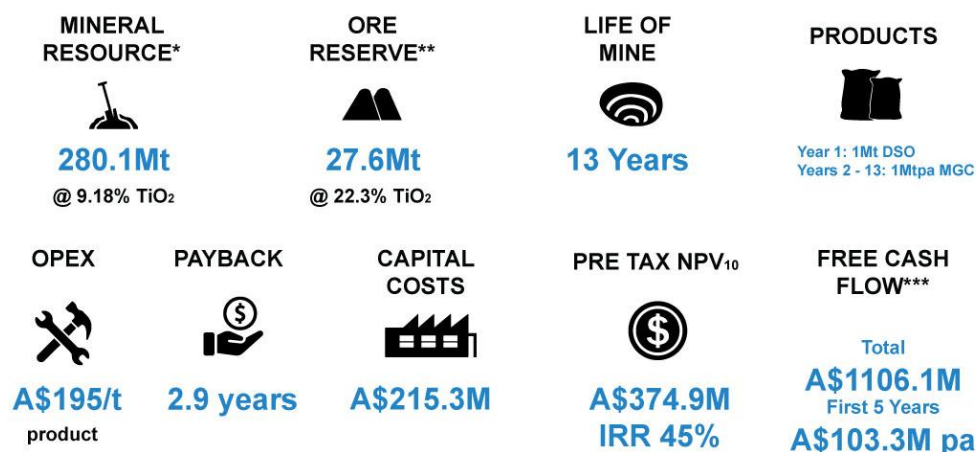 MINERAL
RESOURCE*
280.1Mt
@ 9.18% TiO₂
ORE
RESERVE**
27.6Mt
@ 22.3% TiO₂
LIFE OF
MINE
13 Years
PRODUCTS
Year 1: 1Mt DSO
Years 2 - 13: 1Mtpa MGC
OPEX
A$195/t
product
PAYBACK
$
2.9 years
CAPITAL
COSTS
A$215.3M
PRE TAX NPV₁₀
$
A$374.9M
IRR 45%
FREE CASH
FLOW***
Total
A$1106.1M
First 5 Years
A$103.3M pa